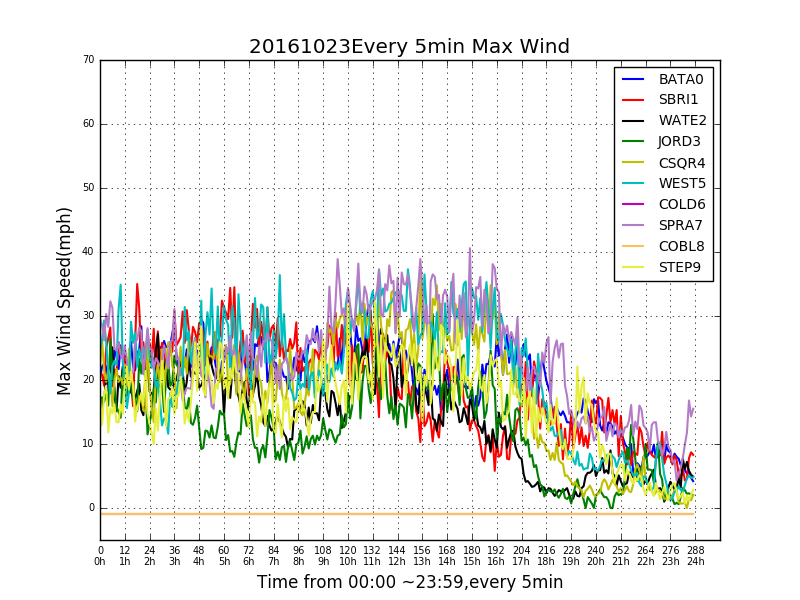 20161023Every 5min Max Wind
70
60
50
40
30
20
10
0
Max Wind Speed(mph)
BATA0
SBRI1
WATE2
JORD3
CSQR4
WEST5
COLD6
SPRA7
COBL8
STEP9
0 12 24 36 48 60 72 84 96 108 120 132 144 156 168 180 192 204 216 228 240 252 264 276 288
0h 1h 2h 3h 4h 5h 6h 7h 8h 9h 10h 11h 12h 13h 14h 15h 16h 17h 18h 19h 20h 21h 22h 23h 24h
Time from 00:00 ~23:59,every 5min